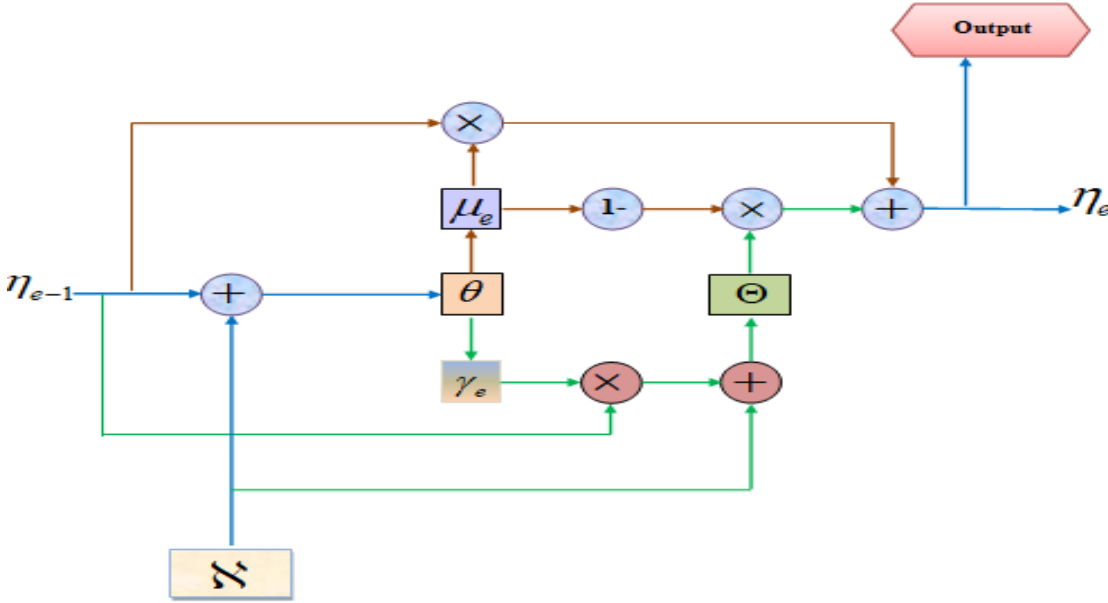 Output
×
μₑ
1-
×
+
ηₑ
ηₑ₋₁
+
θ
Θ
γₑ
×
+
ℵ